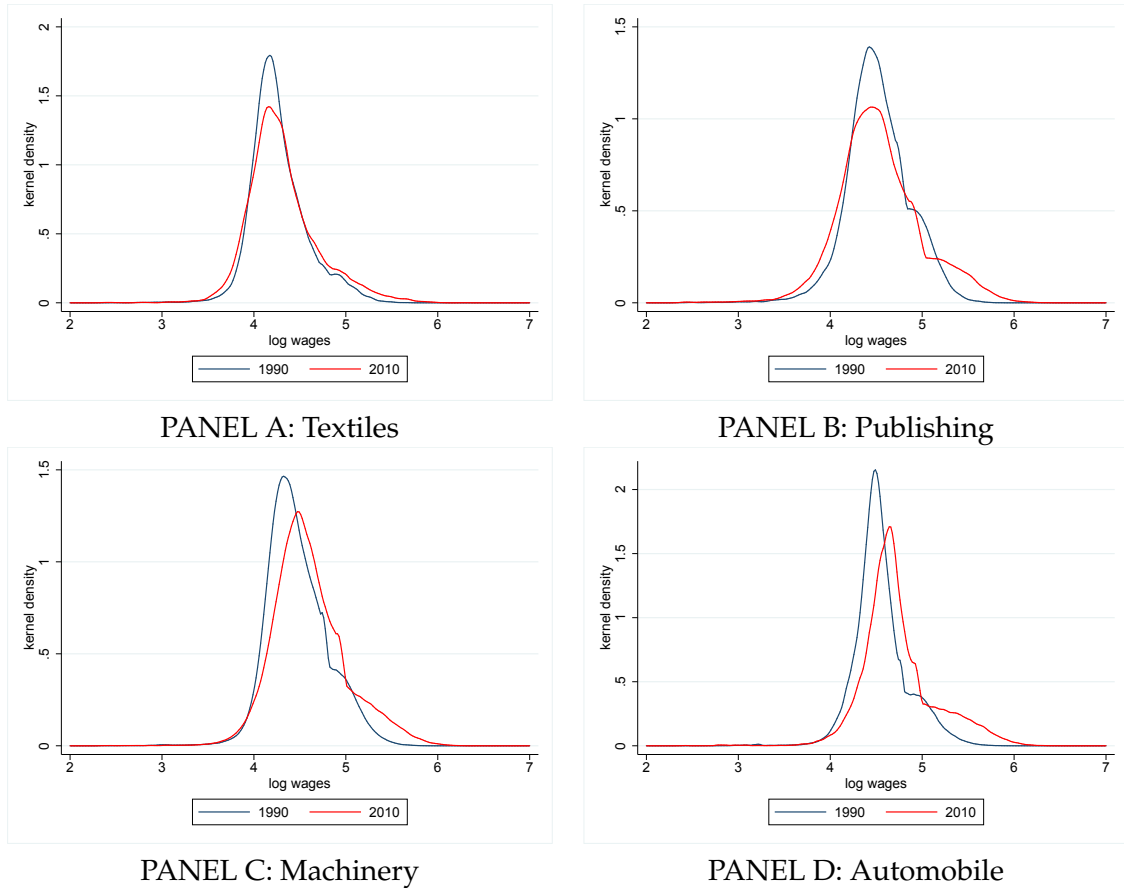 kernel density
0 .5 1 1.5 2
2 3 4 5 6 7
log wages
1990 2010
PANEL A: Textiles
kernel density
0 .5 1 1.5
2 3 4 5 6 7
log wages
1990 2010
PANEL B: Publishing
kernel density
0 .5 1 1.5
2 3 4 5 6 7
log wages
1990 2010
PANEL C: Machinery
kernel density
0 .5 1 1.5 2
2 3 4 5 6 7
log wages
1990 2010
PANEL D: Automobile